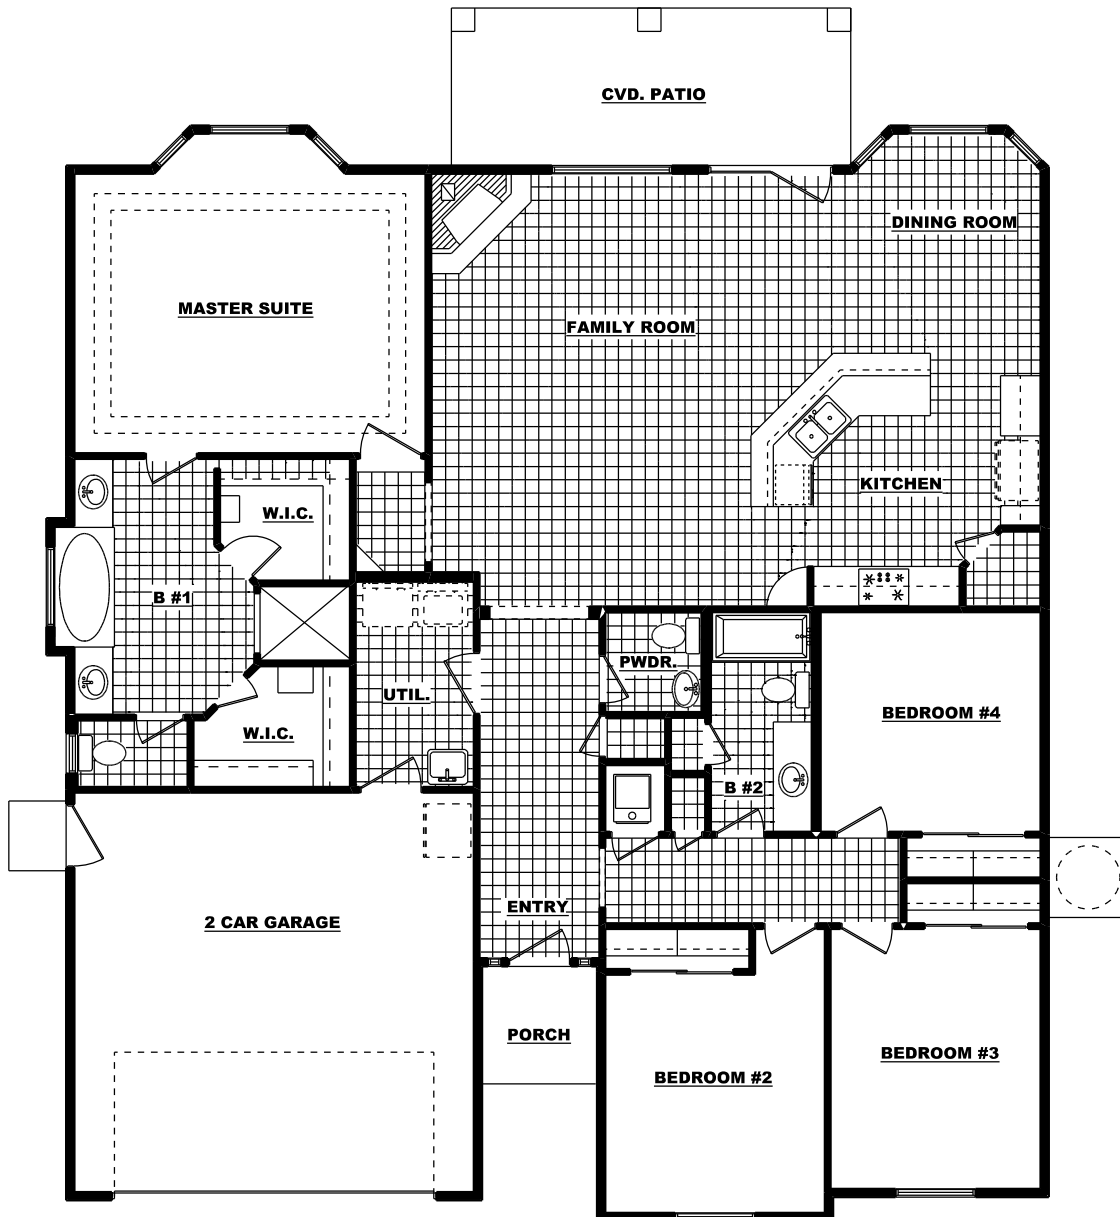 CVD. PATIO
DINING ROOM
MASTER SUITE
FAMILY ROOM
KITCHEN
W.I.C.
B #1
PWDR.
UTIL.
BEDROOM #4
W.I.C.
B #2
ENTRY
2 CAR GARAGE
PORCH
BEDROOM #3
BEDROOM #2